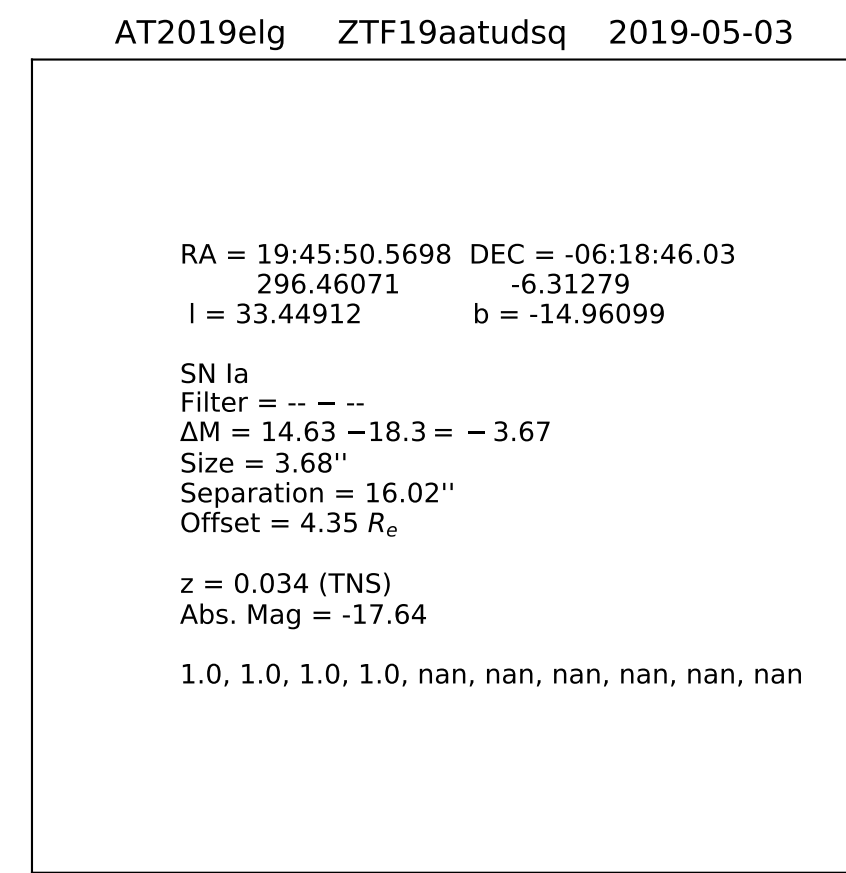 AT2019elg ZTF19aatudsq 2019-05-03
RA = 19:45:50.5698 DEC = -06:18:46.03
296.46071 -6.31279
l = 33.44912 b = -14.96099
SN Ia
Filter = -- − --
ΔM = 14.63 −18.3 = − 3.67
Size = 3.68''
Separation = 16.02''
Offset = 4.35 Rₑ
z = 0.034 (TNS)
Abs. Mag = -17.64
1.0, 1.0, 1.0, 1.0, nan, nan, nan, nan, nan, nan